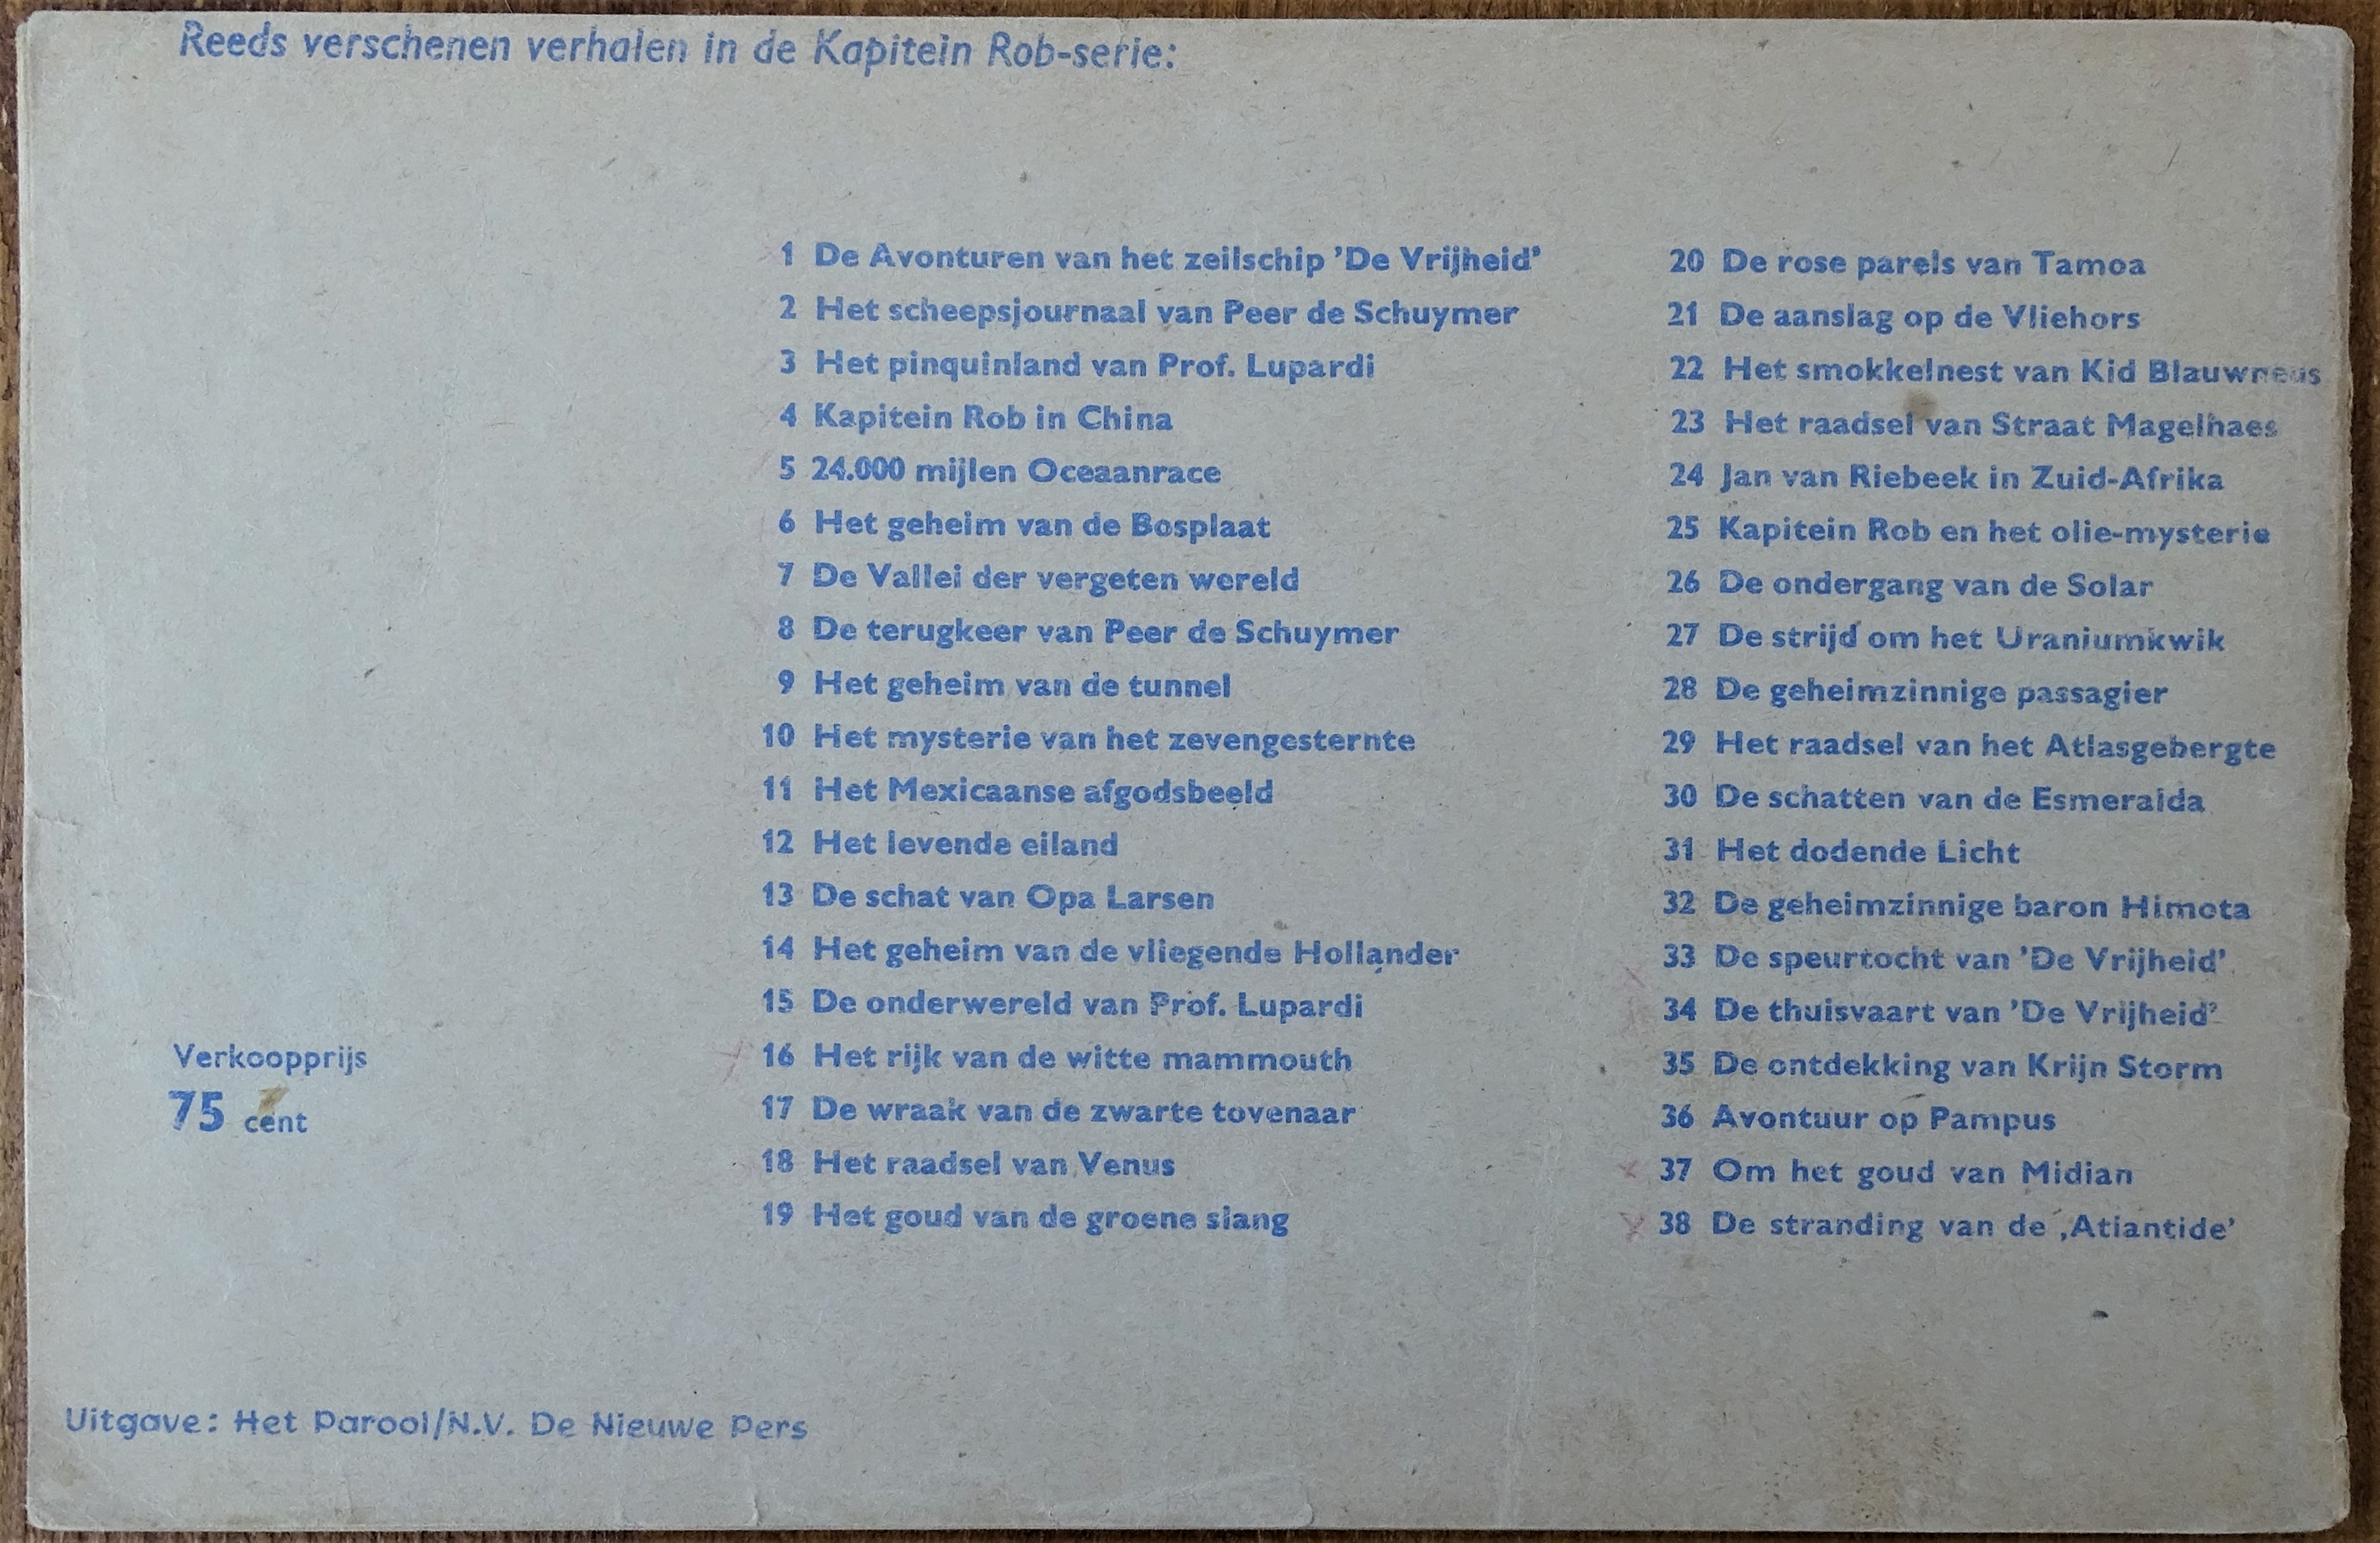 Reeds verschenen verhalen in de Kapitein Rob-serie:
1 De Avonturen van het zeilschip ’De Vrijheid’
2 Het scheepsjournaal van Peer de Schuymer
3 Het pinquinland van Prof. Lupardi
4 Kapitein Rob in China
5 24.000 mijlen Oceaanrace
6 Het geheim van de Bosplaat
7 De Vallei der vergeten wereld
8 De terugkeer van Peer de Schuymer
9 Het geheim van de tunnel
10 Het mysterie van het zevengesternte
11 Het Mexicaanse afgodsbeeld
12 Het levende eiland
13 De schat van Opa Larsen
14 Het geheim van de vliegende Hollander
15 De onderwereld van Prof. Lupardi
16 Het rijk van de witte mammouth
17 De wraak van de zwarte tovenaar
18 Het raadsel van Venus
19 Het goud van de groene slang
20 De rose parels van Tamoa
21 De aanslag op de Vliehors
22 Het smokkelnest van Kid Blauwneus
23 Het raadsel van Straat Magelhaes
24 Jan van Riebeek in Zuid-Afrika
25 Kapitein Rob en het olie-mysterie
26 De ondergang van de Solar
27 De strijd om het Uraniumkwik
28 De geheimzinnige passagier
29 Het raadsel van het Atlasgebergte
30 De schatten van de Esmeralda
31 Het dodende Licht
32 De geheimzinnige baron Himota
33 De speurtocht van ’De Vrijheid’
34 De thuisvaart van ’De Vrijheid’
35 De ontdekking van Krijn Storm
36 Avontuur op Pampus
37 Om het goud van Midian
38 De stranding van de ‚Atlantide’
Verkoopprijs
75 cent
Uitgave: Het Parool/N.V. De Nieuwe Pers